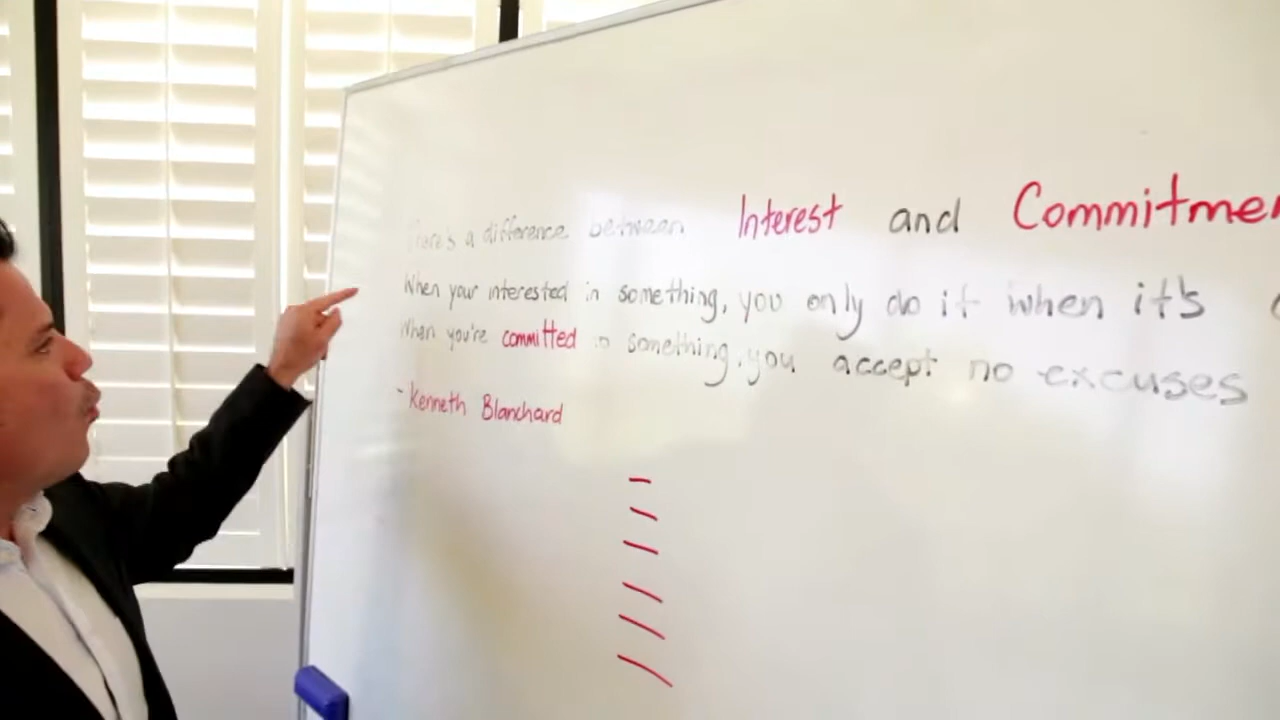 There's a difference between Interest and Commitmen
When your interested in something, you only do it when it's
When you're committed in something, you accept no excuses
- Kenneth Blanchard